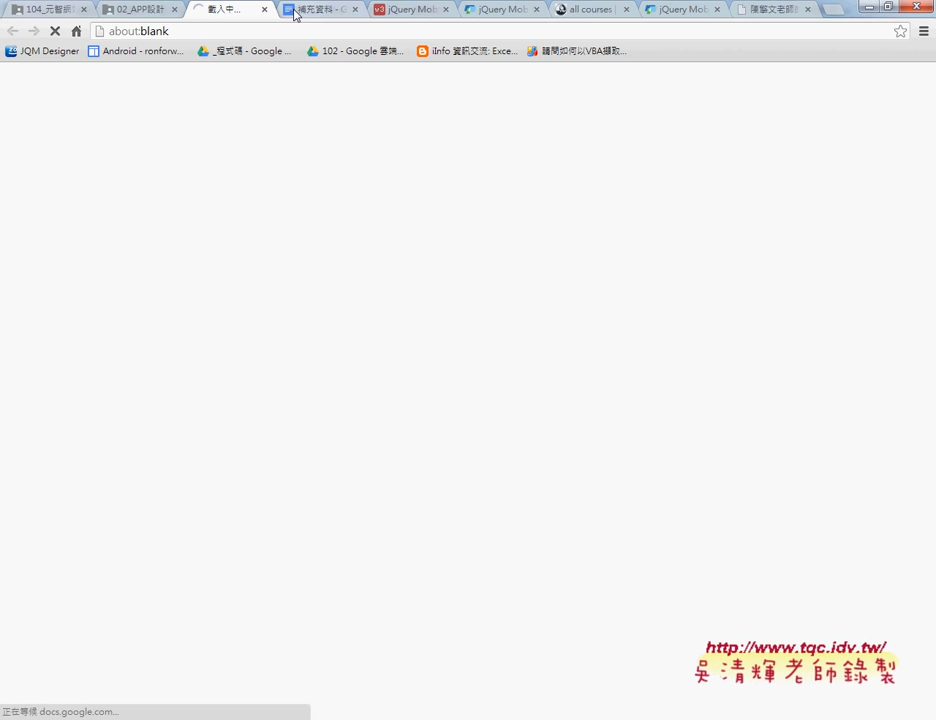 104_元智網 02_APP設計 載入中... 補充資料 - G jQuery Mob jQuery Mob all courses jQuery Mob 陳擎文老師
about:blank
JQM Designer Android - ronforw... _程式碼 - Google ... 102 - Google 雲端... iInfo 資訊交流: Exce... 請問如何以VBA擷取...
http://www.tqc.idv.tw/
吳清輝老師錄製
正在等候 docs.google.com...